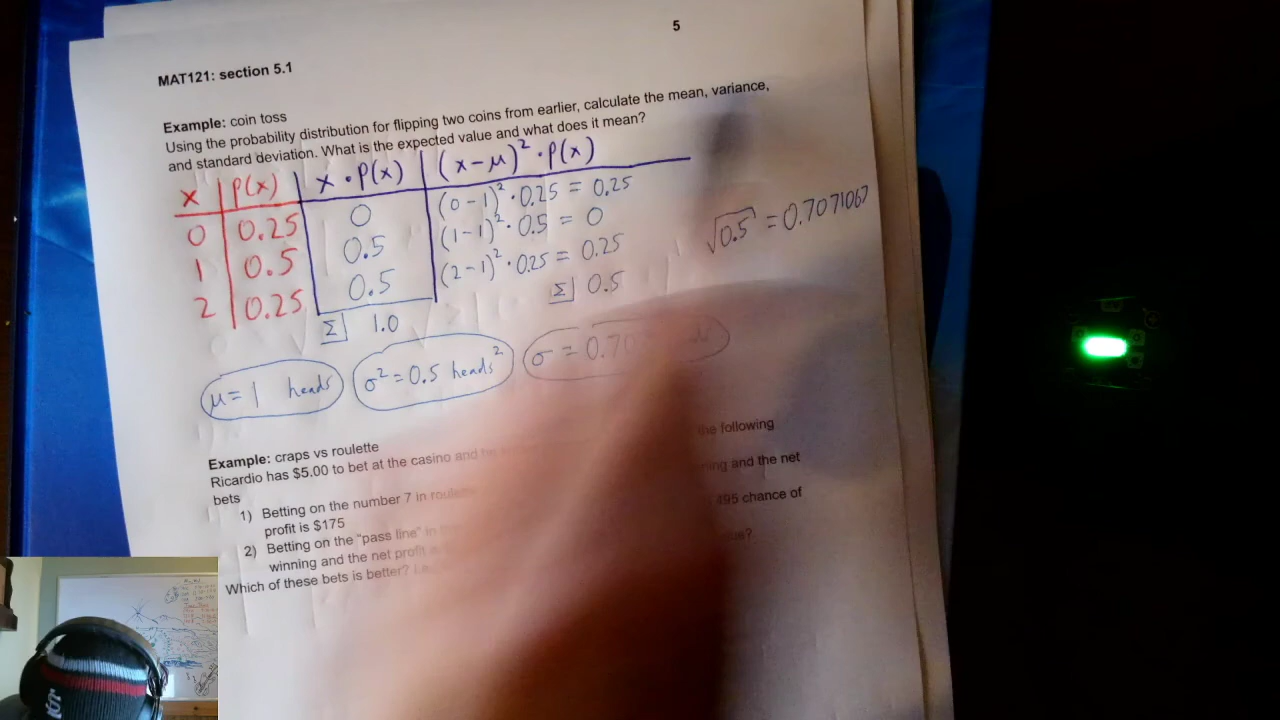 5
MAT121: section 5.1
Example: coin toss
Using the probability distribution for flipping two coins from earlier, calculate the mean, variance,
and standard deviation. What is the expected value and what does it mean?
x P(x) x · P(x) (x-μ)² · P(x)
0 0.25 0 (0-1)² · 0.25 = 0.25
1 0.5 0.5 (1-1)² · 0.5 = 0
2 0.25 0.5 (2-1)² · 0.25 = 0.25
Σ 1.0 Σ 0.5
√0.5 = 0.7071067
μ = 1 heads σ² = 0.5 heads² σ = 0.70
Example: craps vs roulette
Ricardio has $5.00 to bet at the casino and the following
bets
1) Betting on the number 7 in and the net
profit is $175
2) Betting on the "pass line" in 495 chance of
winning and the net profit
Which of these bets is better?